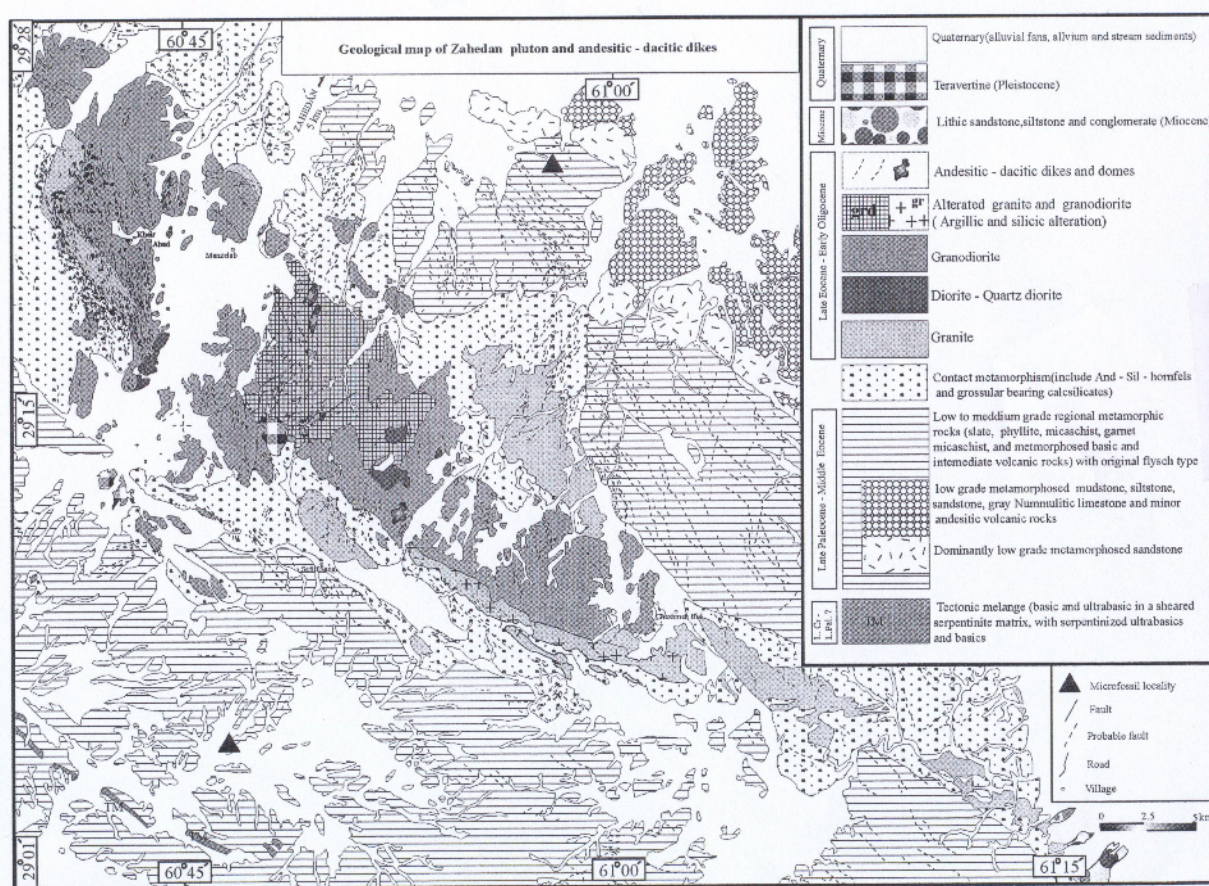 Geological map of Zahedan pluton and andesitic - dacitic dikes
29° 28′
60° 45′
61° 00′
ZAHIDAN
5 km
Kheir
Abad
29° 15′
TM
29° 01′
60° 45′
61° 00′
61° 15′
Quaternary
Quaternary(alluvial fans, allvium and stream sediments)
Teravertine (Pleistocene)
Miocene
Lithic sandstone,siltstone and conglomerate (Miocene)
Late Eocene - Early Oligocene
Andesitic - dacitic dikes and domes
grd
gr
Alterated granite and granodiorite
( Argillic and silicic alteration)
Granodiorite
Diorite - Quartz diorite
Granite
Contact metamorphism(include And - Sil - hornfels
and grossular bearing calcsilicates)
Late Paleocene - Middle Eocene
Low to meddium grade regional metamorphic
rocks (slate, phyllite, micaschist, garnet
micaschist, and metmorphosed basic and
intemediate volcanic rocks) with original flysch type
low grade metamorphosed mudstone, siltstone,
sandstone, gray Nummulitic limestone and minor
andesitic volcanic rocks
Dominantly low grade metamorphosed sandstone
L. Cr-
L.Pal. ?
TM
Tectonic melange (basic and ultrabasic in a sheared
serpentinite matrix, with serpentinized ultrabasics
and basics
Microfossil locality
Fault
Probable fault
Road
Village
0 2.5 5km